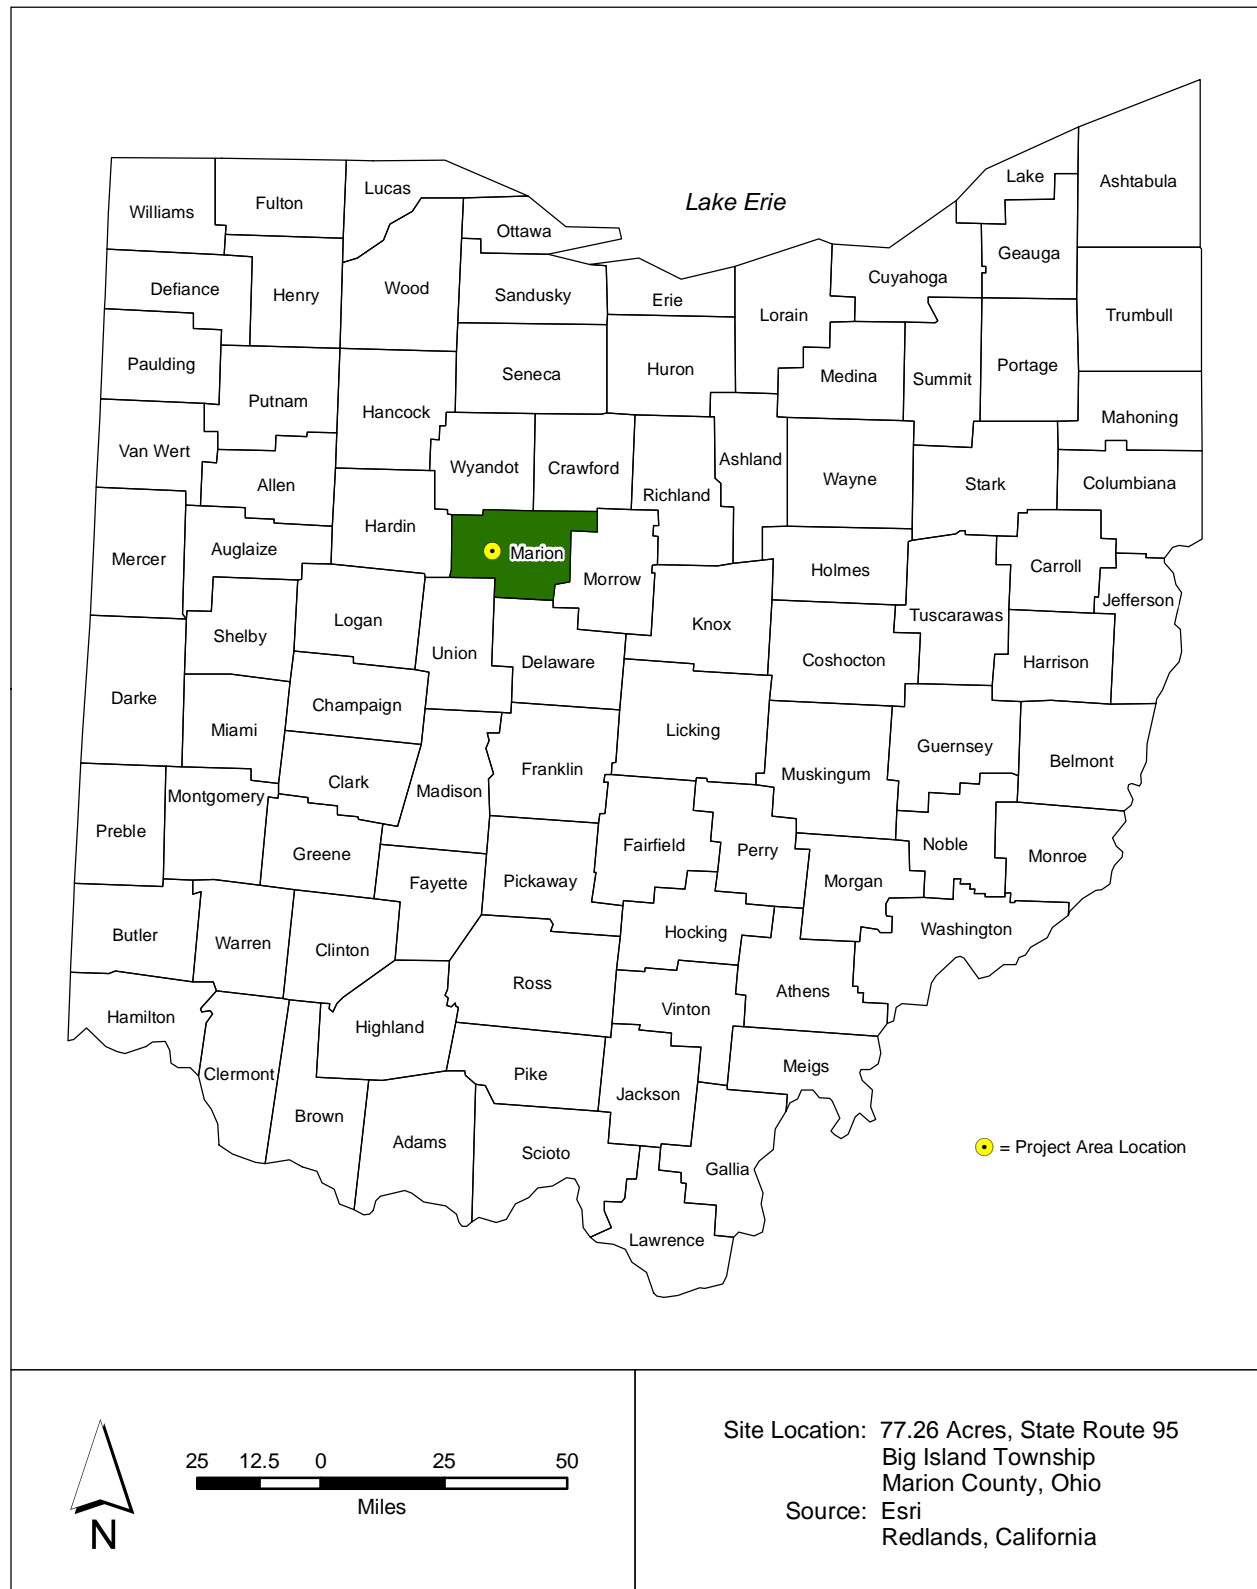 Lake Erie
Lake
Ashtabula
Williams
Fulton
Lucas
Ottawa
Geauga
Defiance
Henry
Wood
Sandusky
Erie
Lorain
Cuyahoga
Trumbull
Paulding
Putnam
Hancock
Seneca
Huron
Medina
Summit
Portage
Mahoning
Van Wert
Allen
Wyandot
Crawford
Richland
Ashland
Wayne
Stark
Columbiana
Mercer
Auglaize
Hardin
Marion
Morrow
Holmes
Carroll
Jefferson
Shelby
Logan
Union
Delaware
Knox
Coshocton
Tuscarawas
Harrison
Darke
Miami
Champaign
Licking
Guernsey
Belmont
Clark
Madison
Franklin
Muskingum
Preble
Montgomery
Greene
Fayette
Pickaway
Fairfield
Perry
Morgan
Noble
Monroe
Butler
Warren
Clinton
Ross
Hocking
Athens
Washington
Hamilton
Clermont
Highland
Vinton
Meigs
Brown
Adams
Pike
Jackson
Scioto
Gallia
Lawrence
= Project Area Location
N
25 12.5 0 25 50
Miles
Site Location: 77.26 Acres, State Route 95
Big Island Township
Marion County, Ohio
Source: Esri
Redlands, California